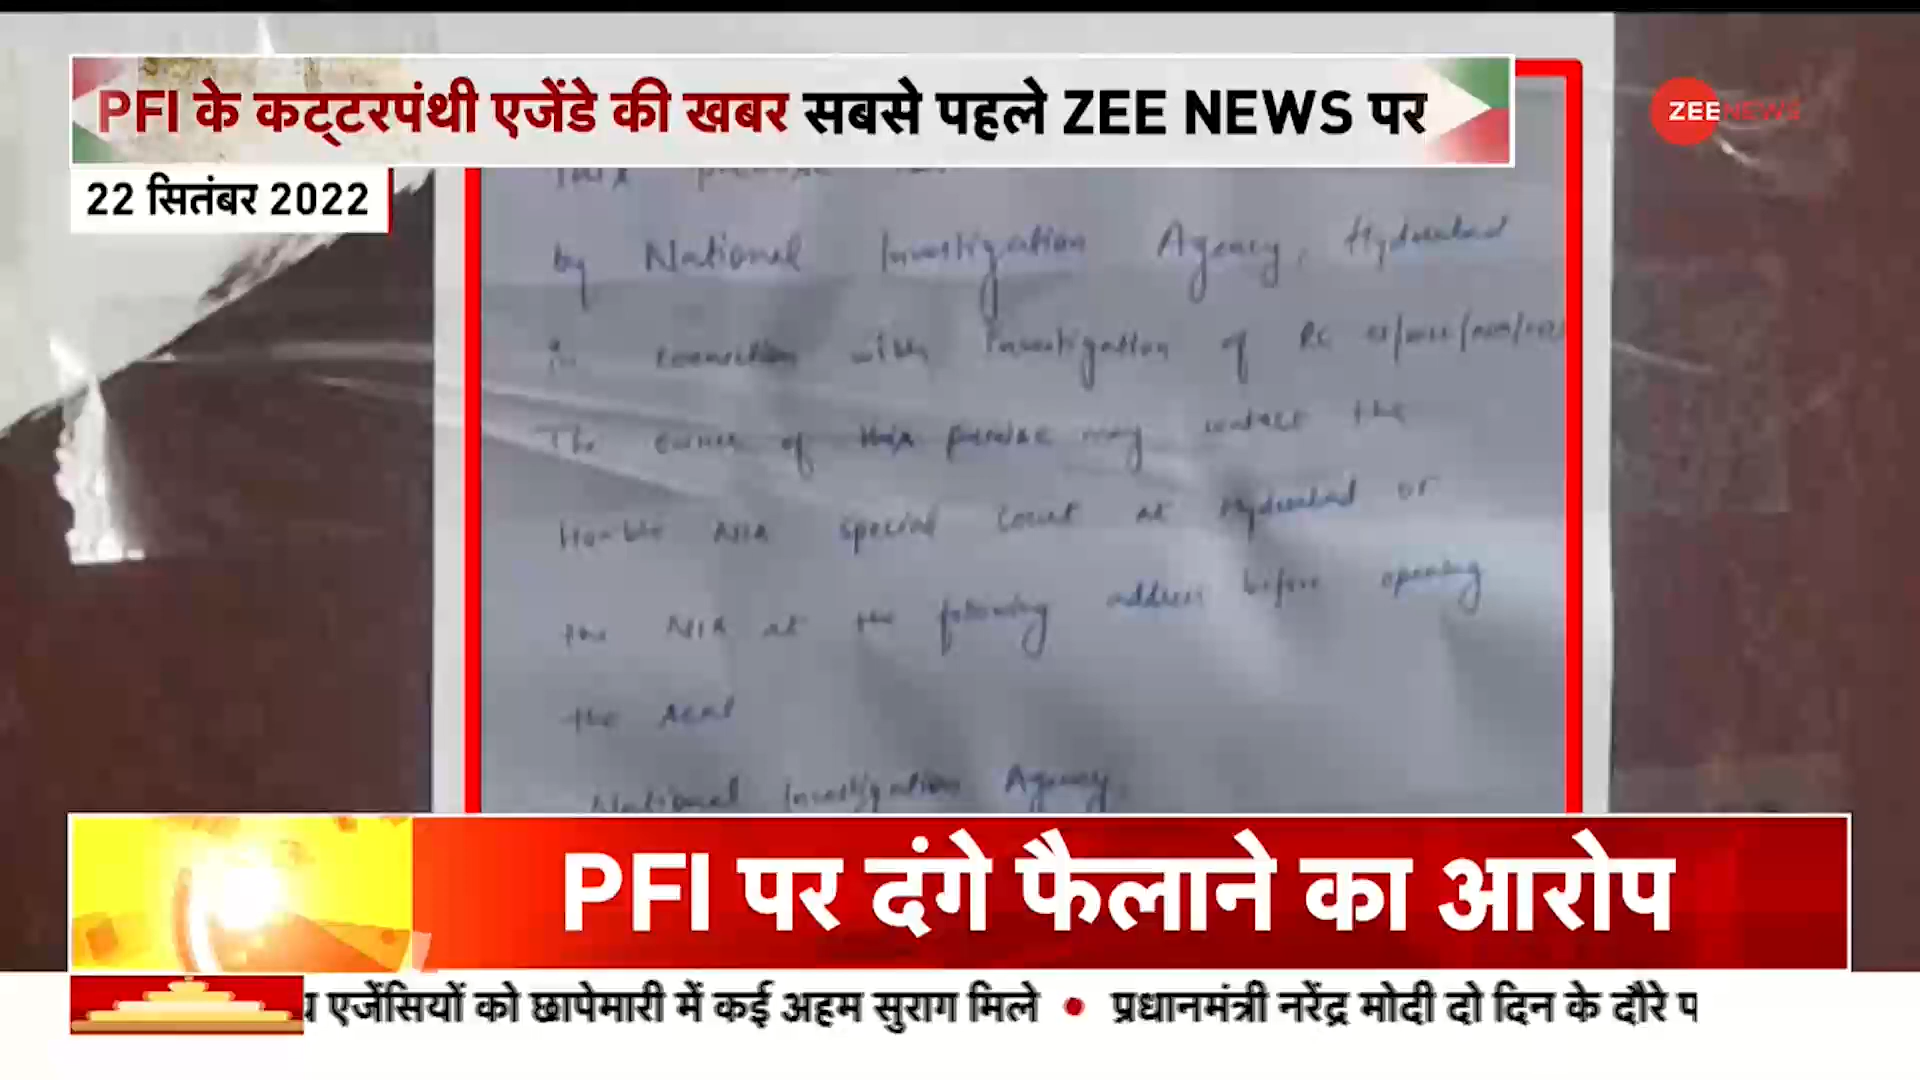 PFI के कट्टरपंथी एजेंडे की खबर सबसे पहले ZEE NEWS पर
ZEE NEWS
22 सितंबर 2022
by National Investigation Agency, Hyderabad
in connection with investigation of RC
The owner of this premise may contact the
Hon'ble NIA special Court at Hyderabad or
the NIA at the following address before opening
the seal
National Investigation Agency,
PFI पर दंगे फैलाने का आरोप
एजेंसियों को छापेमारी में कई अहम सुराग मिले • प्रधानमंत्री नरेंद्र मोदी दो दिन के दौरे प